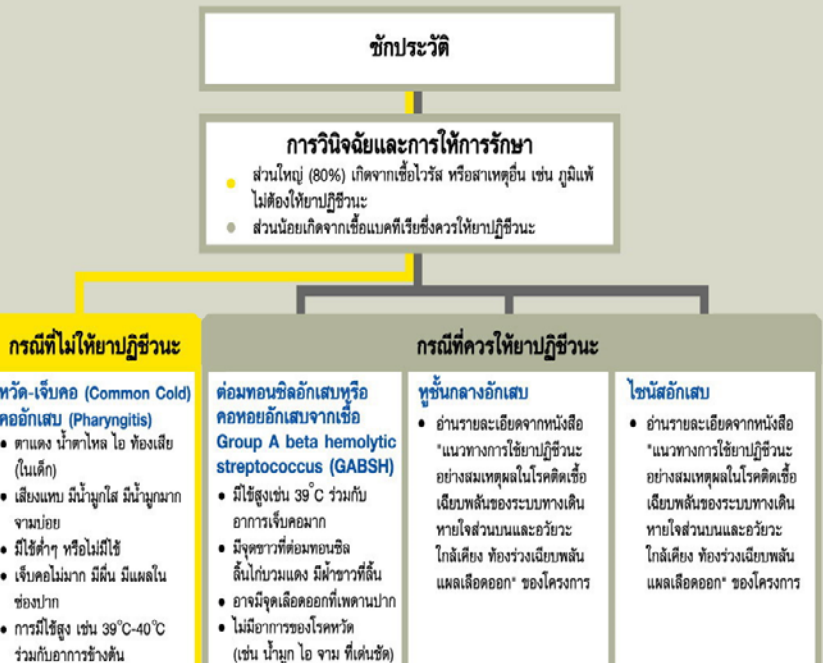 ซักประวัติ
การวินิจฉัยและการให้การรักษา
ส่วนใหญ่ (80%) เกิดจากเชื้อไวรัส หรือสาเหตุอื่น เช่น ภูมิแพ้
ไม่ต้องให้ยาปฏิชีวนะ
ส่วนน้อยเกิดจากเชื้อแบคทีเรียซึ่งควรให้ยาปฏิชีวนะ
กรณีที่ไม่ให้ยาปฏิชีวนะ
หวัด-เจ็บคอ (Common Cold)
คออักเสบ (Pharyngitis)
• ตาแดง น้ำตาไหล ไอ ท้องเสีย
(ในเด็ก)
• เสียงแหบ มีน้ำมูกใส มีน้ำมูกมาก
จามบ่อย
• มีไข้ต่ำๆ หรือไม่มีไข้
• เจ็บคอไม่มาก มีผื่น มีแผลใน
ช่องปาก
• การมีไข้สูง เช่น 39°C-40°C
ร่วมกับอาการข้างต้น
กรณีที่ควรให้ยาปฏิชีวนะ
ต่อมทอนซิลอักเสบหรือ
คอหอยอักเสบจากเชื้อ
Group A beta hemolytic
streptococcus (GABSH)
• มีไข้สูงเช่น 39°C ร่วมกับ
อาการเจ็บคอมาก
• มีจุดขาวที่ต่อมทอนซิล
ลิ้นไก่บวมแดง มีฝ้าขาวที่ลิ้น
• อาจมีจุดเลือดออกที่เพดานปาก
• ไม่มีอาการของโรคหวัด
(เช่น น้ำมูก ไอ จาม ที่เด่นชัด)
หูชั้นกลางอักเสบ
• อ่านรายละเอียดจากหนังสือ
"แนวทางการใช้ยาปฏิชีวนะ
อย่างสมเหตุผลในโรคติดเชื้อ
เฉียบพลันของระบบทางเดิน
หายใจส่วนบนและอวัยวะ
ใกล้เคียง ท้องร่วงเฉียบพลัน
แผลเลือดออก" ของโครงการ
ไซนัสอักเสบ
• อ่านรายละเอียดจากหนังสือ
"แนวทางการใช้ยาปฏิชีวนะ
อย่างสมเหตุผลในโรคติดเชื้อ
เฉียบพลันของระบบทางเดิน
หายใจส่วนบนและอวัยวะ
ใกล้เคียง ท้องร่วงเฉียบพลัน
แผลเลือดออก" ของโครงการ